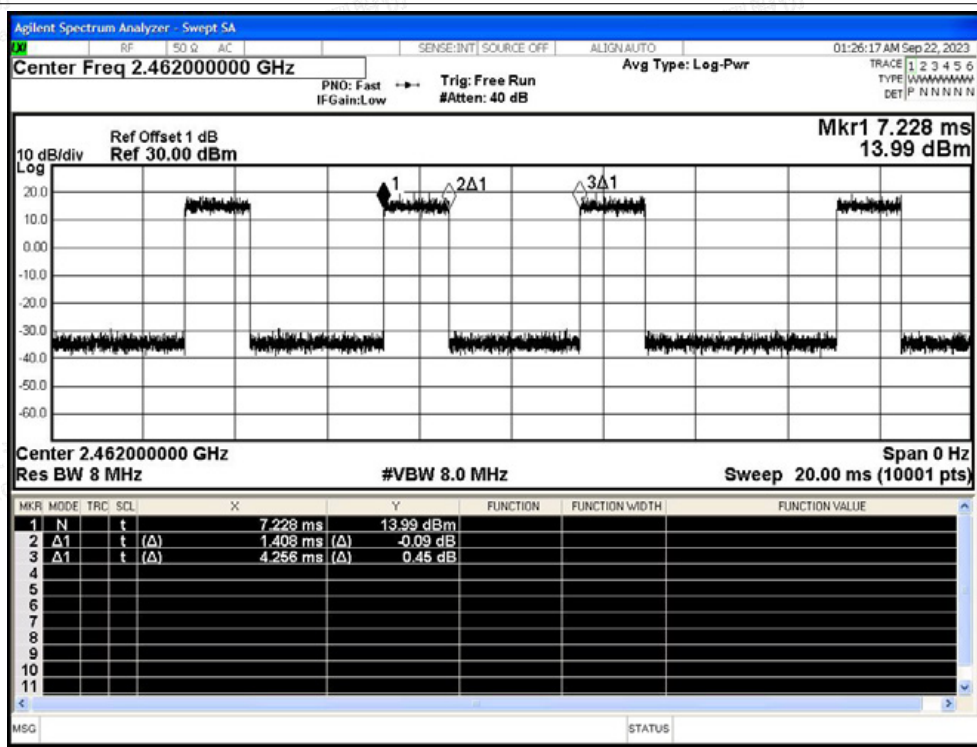 Agilent Spectrum Analyzer - Swept SA
LXI RF 50 Ω AC SENSE:INT SOURCE OFF ALIGN AUTO 01:26:17 AM Sep 22, 2023
Center Freq 2.462000000 GHz
PNO: Fast
IFGain:Low
Trig: Free Run
#Atten: 40 dB
Avg Type: Log-Pwr
TRACE 1 2 3 4 5 6
TYPE WWWWWW
DET P N N N N N
Ref Offset 1 dB
10 dB/div Ref 30.00 dBm
Log
Mkr1 7.228 ms
13.99 dBm
1 2Δ1 3Δ1
20.0
10.0
0.00
-10.0
-20.0
-30.0
-40.0
-50.0
-60.0
Center 2.462000000 GHz Span 0 Hz
Res BW 8 MHz #VBW 8.0 MHz Sweep 20.00 ms (10001 pts)
MKR MODE TRC SCL X Y FUNCTION FUNCTION WIDTH FUNCTION VALUE
1 N t 7.228 ms 13.99 dBm
2 Δ1 t (Δ) 1.408 ms (Δ) -0.09 dB
3 Δ1 t (Δ) 4.256 ms (Δ) 0.45 dB
4
5
6
7
8
9
10
11
MSG STATUS